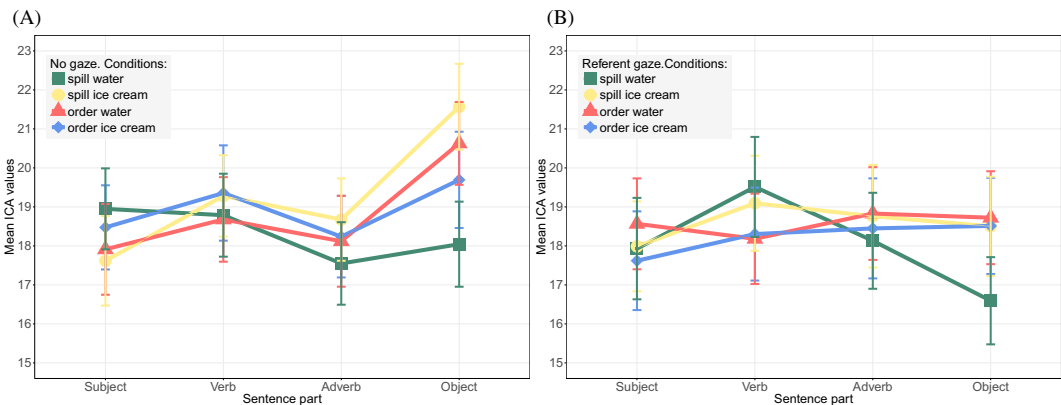 (A)
Mean ICA values
23
22
21
20
19
18
17
16
15
No gaze. Conditions:
spill water
spill ice cream
order water
order ice cream
Subject
Verb
Adverb
Object
Sentence part
(B)
Mean ICA values
23
22
21
20
19
18
17
16
15
Referent gaze.Conditions:
spill water
spill ice cream
order water
order ice cream
Subject
Verb
Adverb
Object
Sentence part